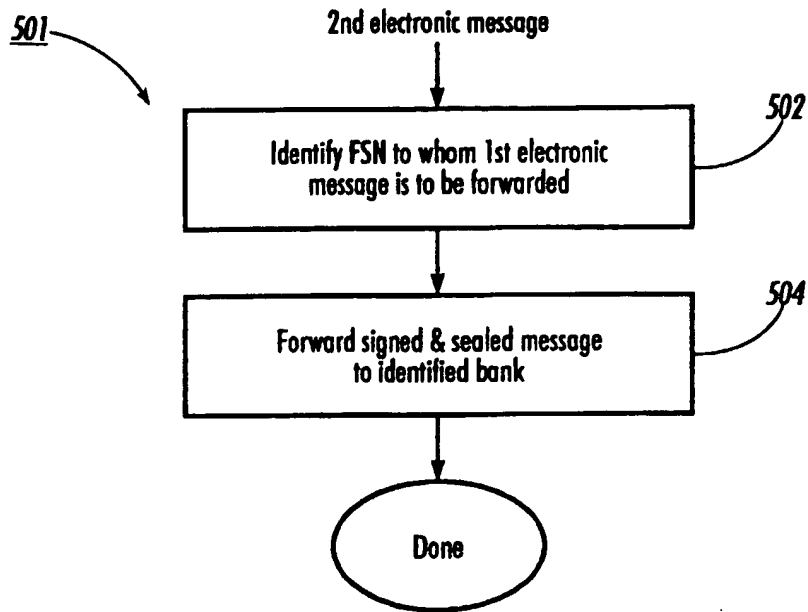 501
2nd electronic message
502
Identify FSN to whom 1st electronic
message is to be forwarded
504
Forward signed & sealed message
to identified bank
Done